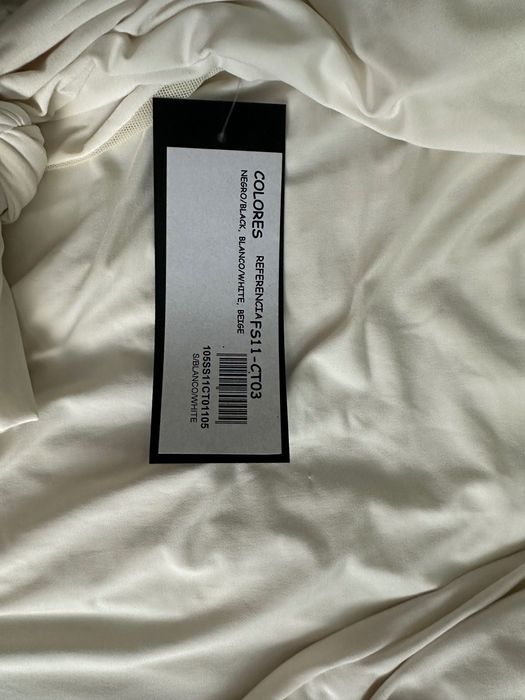 COLORES REFERENCIA FS11-CT03
NEGRO/BLACK, BLANCO/WHITE, BEIGE
105SS11CT01105
S/BLANCO/WHITE